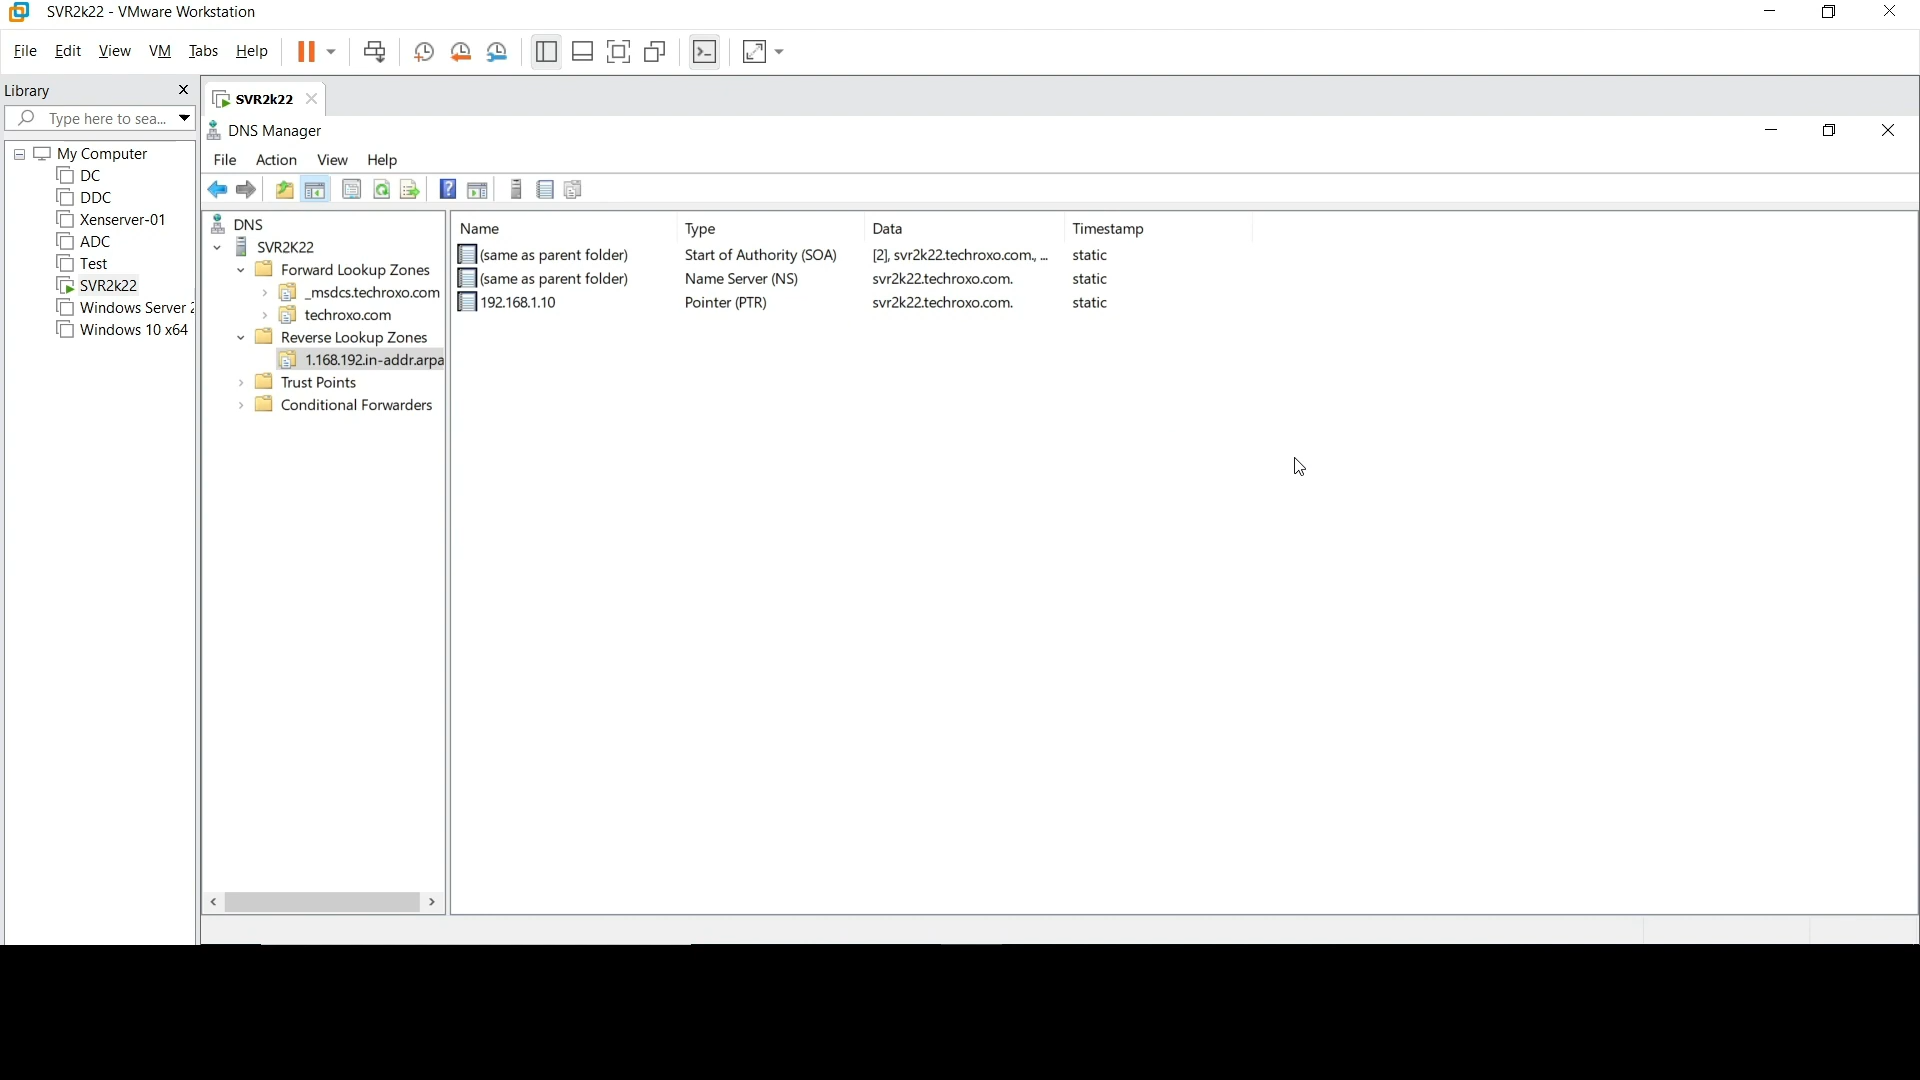 SVR2k22 - VMware Workstation
File Edit View VM Tabs Help
Library
Type here to sea...
My Computer
DC
DDC
Xenserver-01
ADC
Test
SVR2k22
Windows Server 2
Windows 10 x64
SVR2k22
DNS Manager
File Action View Help
DNS
SVR2K22
Forward Lookup Zones
_msdcs.techroxo.com
techroxo.com
Reverse Lookup Zones
1.168.192.in-addr.arpa
Trust Points
Conditional Forwarders
Name Type Data Timestamp
(same as parent folder) Start of Authority (SOA) [2], svr2k22.techroxo.com., ... static
(same as parent folder) Name Server (NS) svr2k22.techroxo.com. static
192.168.1.10 Pointer (PTR) svr2k22.techroxo.com. static